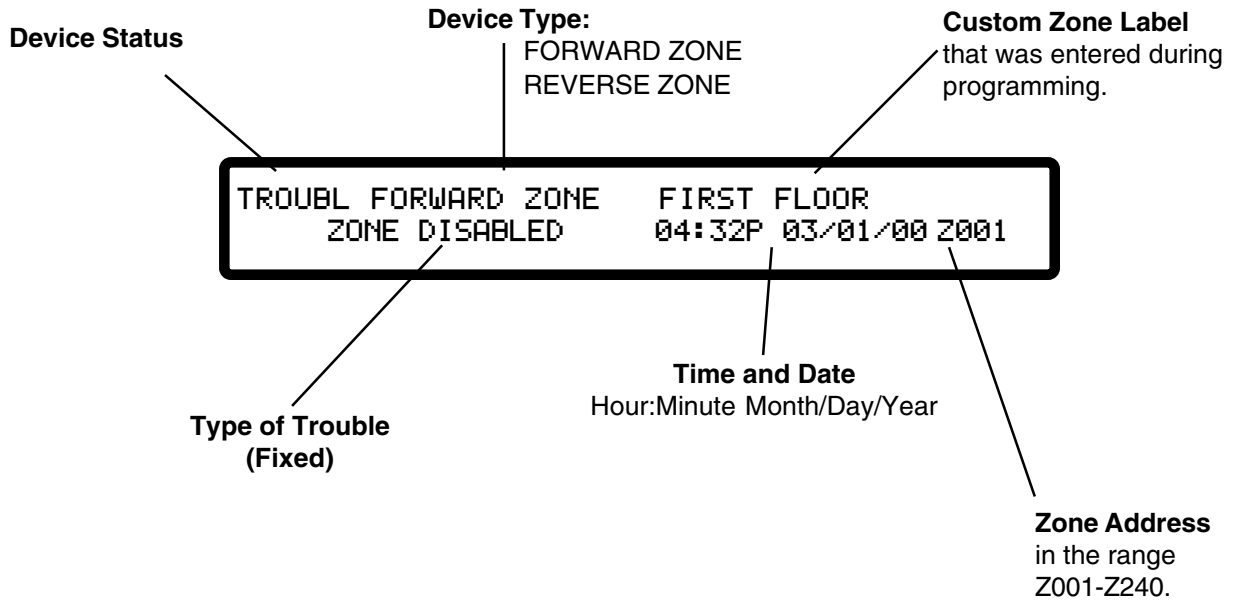 Device Status
Device Type:
FORWARD ZONE
REVERSE ZONE
Custom Zone Label
that was entered during
programming.
TROUBL FORWARD ZONE FIRST FLOOR
ZONE DISABLED 04:32P 03/01/00 Z001
Type of Trouble
(Fixed)
Time and Date
Hour:Minute Month/Day/Year
Zone Address
in the range
Z001-Z240.